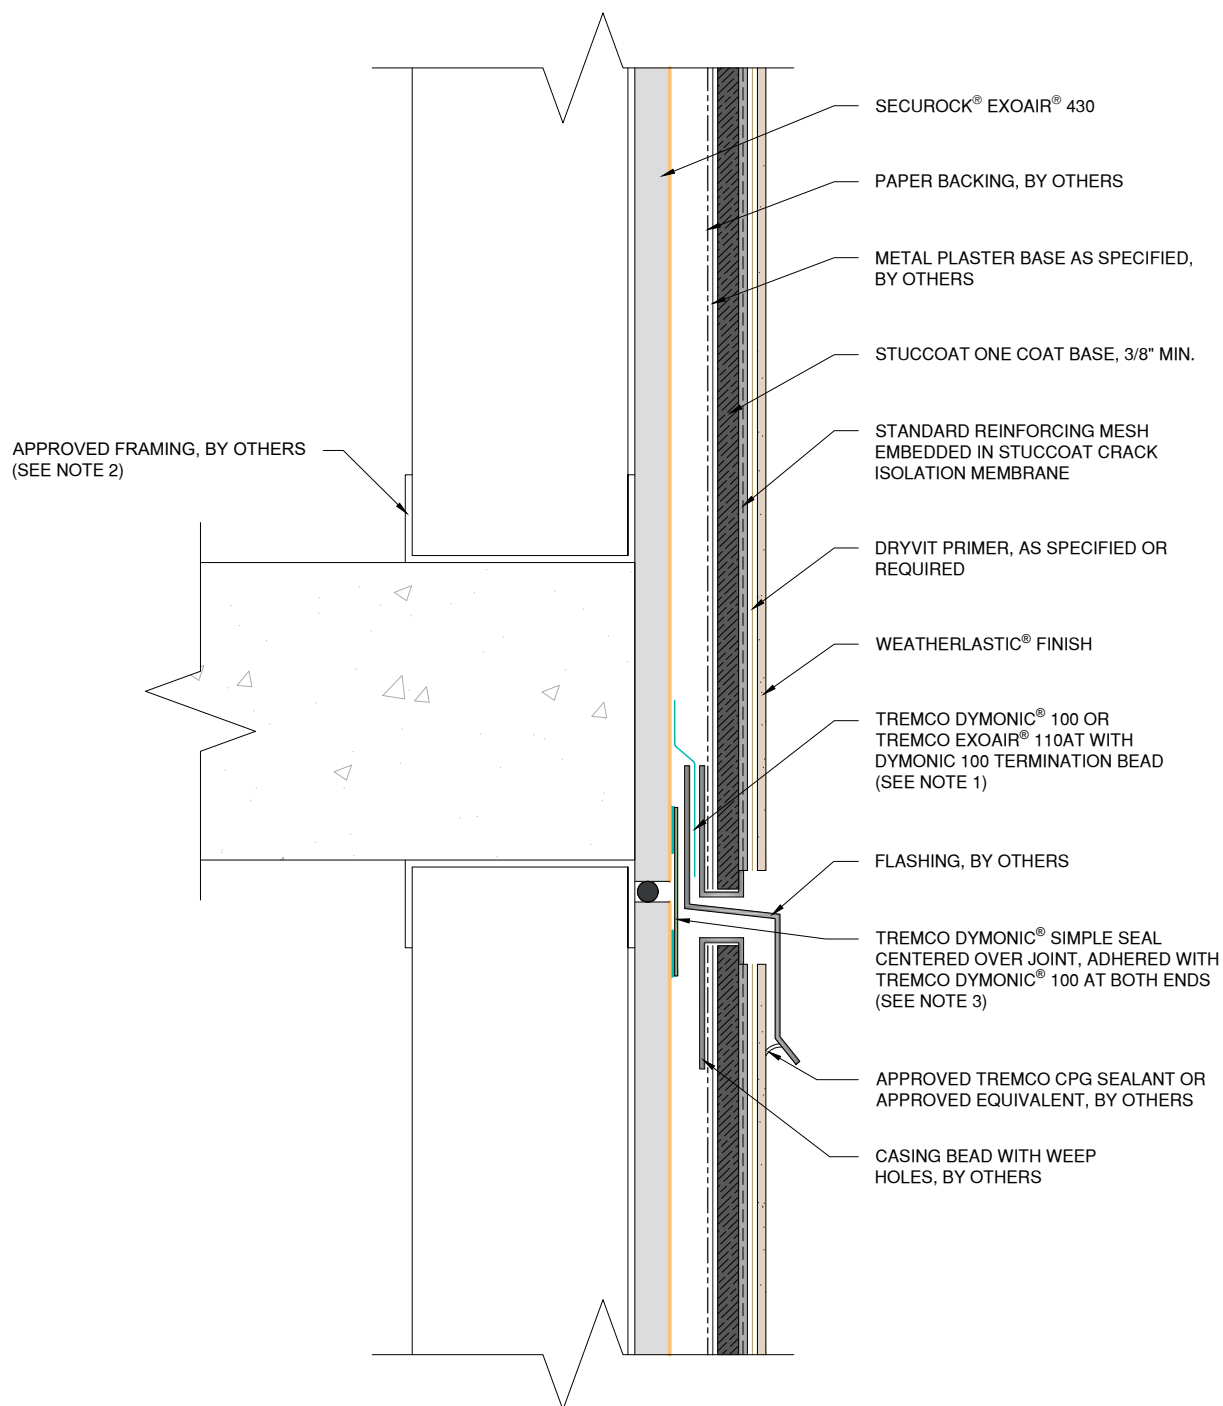 SECUROCK® EXOAIR® 430
PAPER BACKING, BY OTHERS
METAL PLASTER BASE AS SPECIFIED,
BY OTHERS
STUCCOAT ONE COAT BASE, 3/8" MIN.
APPROVED FRAMING, BY OTHERS
(SEE NOTE 2)
STANDARD REINFORCING MESH
EMBEDDED IN STUCCOAT CRACK
ISOLATION MEMBRANE
DRYVIT PRIMER, AS SPECIFIED OR
REQUIRED
WEATHERLASTIC® FINISH
TREMCO DYMONIC® 100 OR
TREMCO EXOAIR® 110AT WITH
DYMONIC 100 TERMINATION BEAD
(SEE NOTE 1)
FLASHING, BY OTHERS
TREMCO DYMONIC® SIMPLE SEAL
CENTERED OVER JOINT, ADHERED WITH
TREMCO DYMONIC® 100 AT BOTH ENDS
(SEE NOTE 3)
APPROVED TREMCO CPG SEALANT OR
APPROVED EQUIVALENT, BY OTHERS
CASING BEAD WITH WEEP
HOLES, BY OTHERS